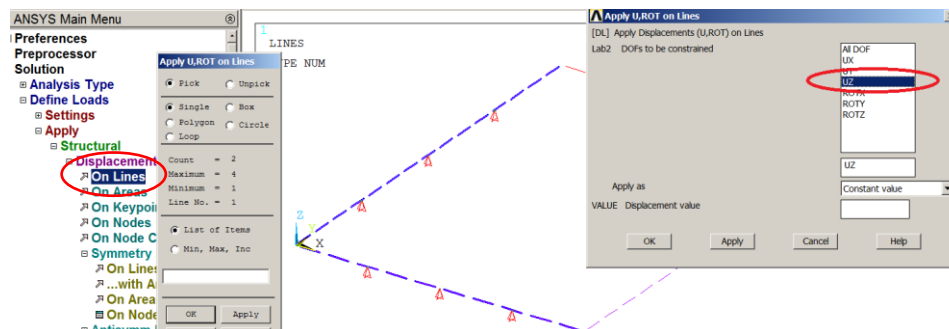 ANSYS Main Menu
Preferences
Preprocessor
Solution
Analysis Type
Define Loads
Settings
Apply
Structural
Displacement
On Lines
On Areas
On Keypoi
On Nodes
On Node C
Symmetry
On Lines
...with A
On Area
On Node
1
LINES
TYPE NUM
Apply U,ROT on Lines
Pick
Unpick
Single
Box
Polygon
Circle
Loop
Count = 2
Maximum = 4
Minimum = 1
Line No. = 1
List of Items
Min, Max, Inc
OK
Apply
Z
Y
X
Apply U,ROT on Lines
[DL] Apply Displacements (U,ROT) on Lines
Lab2 DOFs to be constrained
All DOF
UX
UY
UZ
ROTX
ROTY
ROTZ
UZ
Apply as
Constant value
VALUE Displacement value
OK
Apply
Cancel
Help